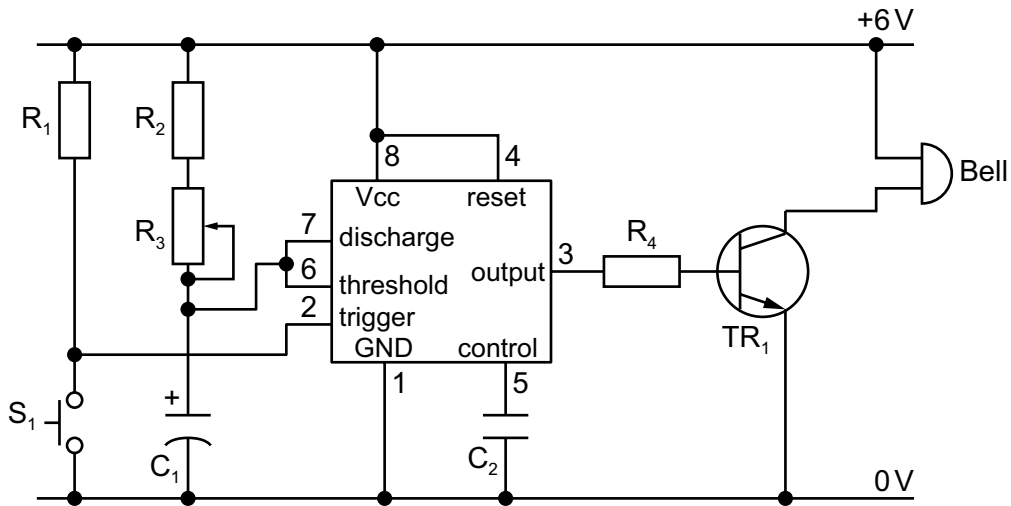 +6 V
R₁
R₂
8
4
Vcc
reset
Bell
R₃
7
discharge
6
threshold
2
trigger
output
3
R₄
GND
control
TR₁
1
5
S₁
+
C₁
C₂
0 V